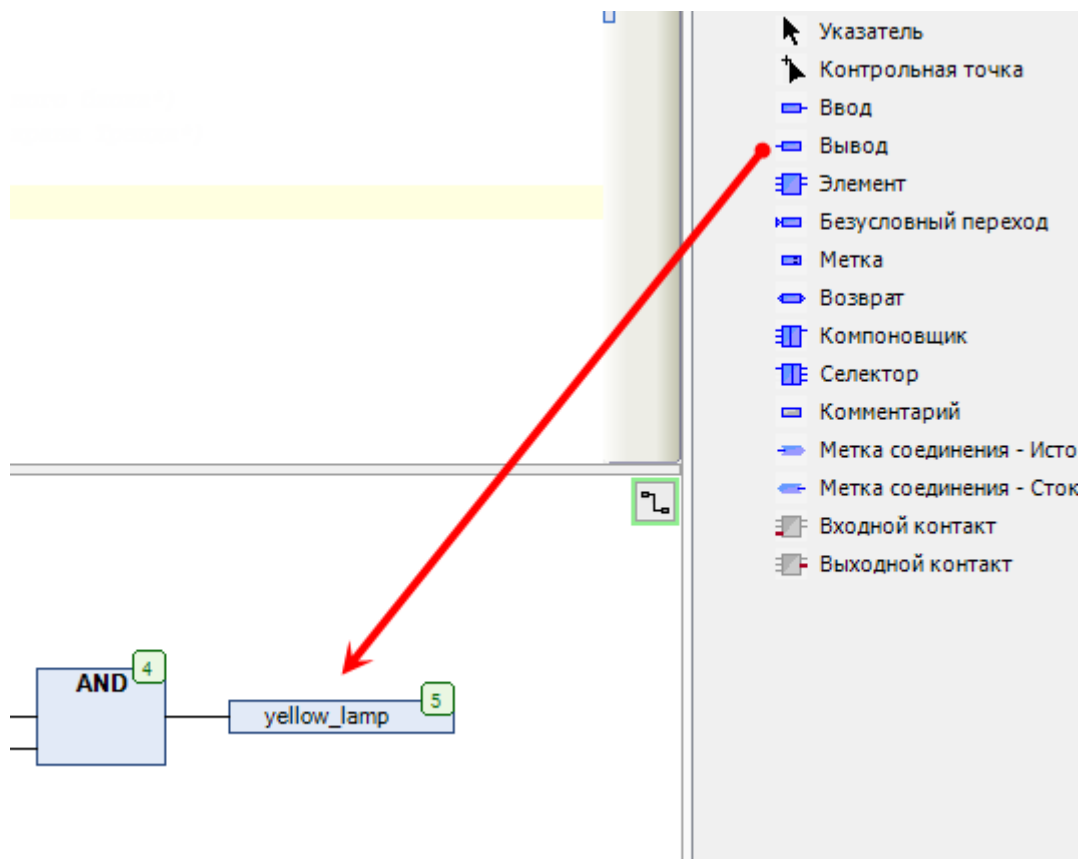 Указатель
Контрольная точка
Ввод
Вывод
Элемент
Безусловный переход
Метка
Возврат
Компоновщик
Селектор
Комментарий
Метка соединения - Исто
Метка соединения - Сток
Входной контакт
Выходной контакт
AND 4
yellow_lamp 5